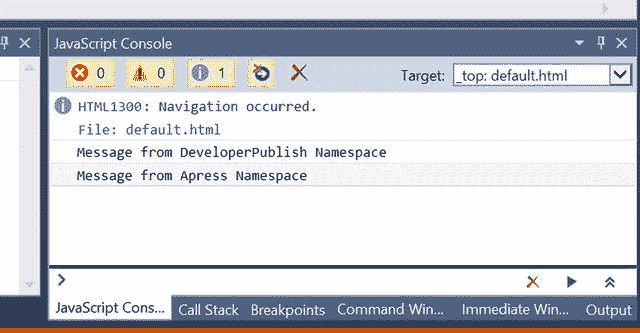 JavaScript Console
0 0 1 Target: _top: default.html
HTML1300: Navigation occurred.
File: default.html
Message from DeveloperPublish Namespace
Message from Apress Namespace
JavaScript Cons... Call Stack Breakpoints Command Win... Immediate Win... Output